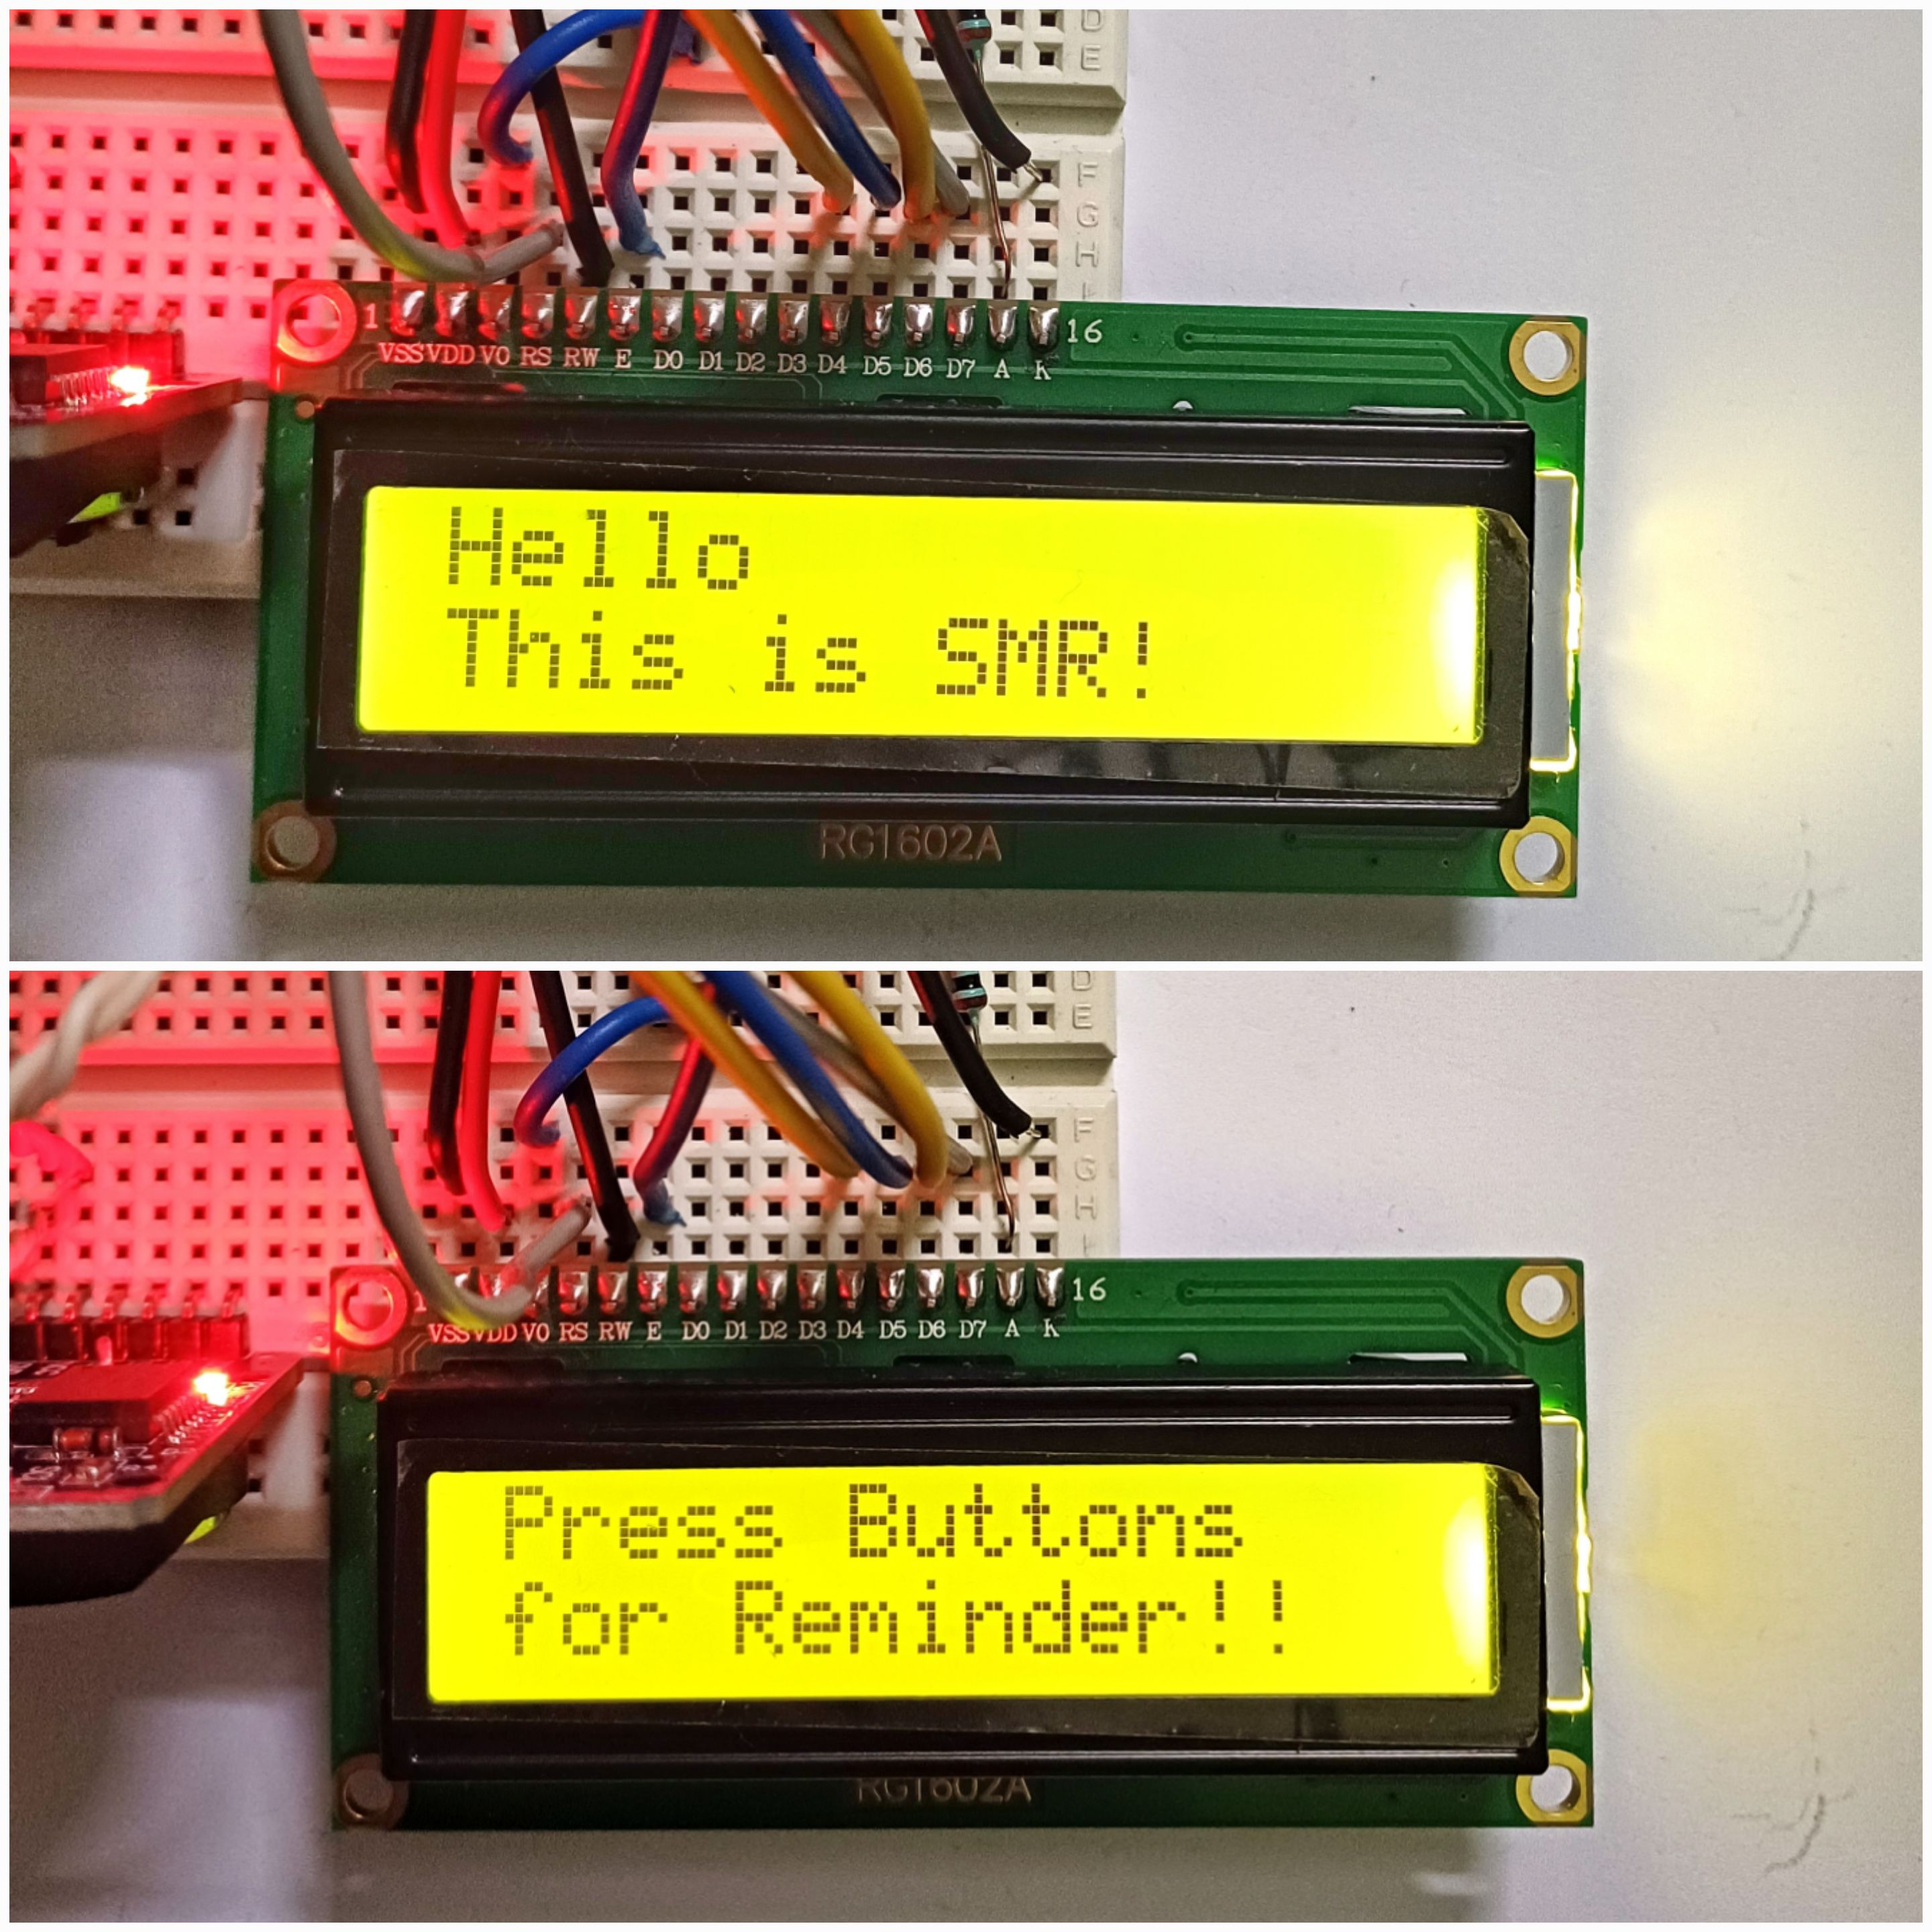 D
E
F
G
H
I
1 16
VSS VDD V0 RS RW E D0 D1 D2 D3 D4 D5 D6 D7 A K
Hello
This is SMR!
RG1602A
D
E
F
G
H
I
16
VSS VDD V0 RS RW E D0 D1 D2 D3 D4 D5 D6 D7 A K
Press Buttons
for Reminder!!
RG1602A